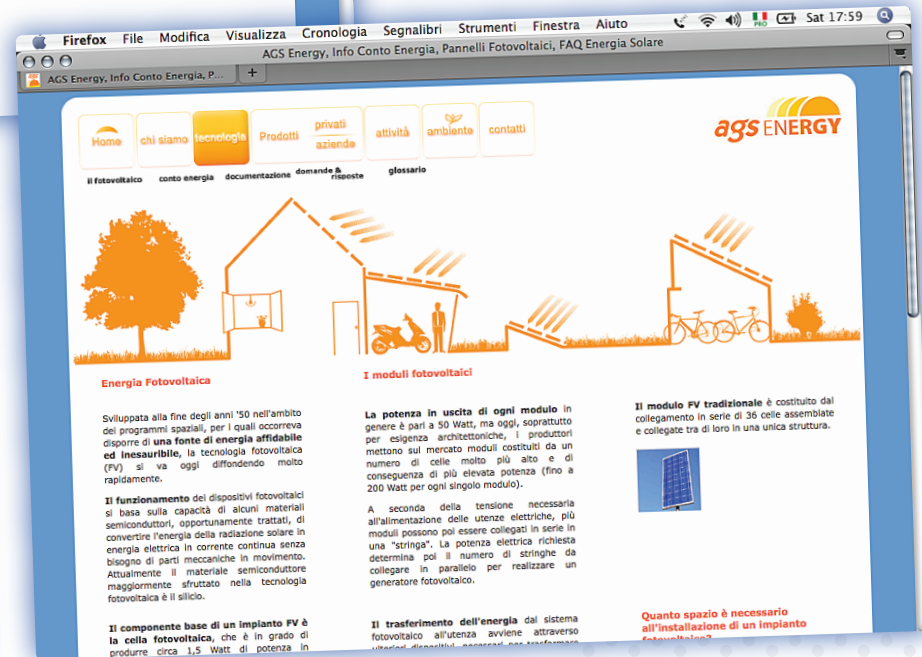 Firefox File Modifica Visualizza Cronologia Segnalibri Strumenti Finestra Aiuto PRO Sat 17:59
AGS Energy, Info Conto Energia, Pannelli Fotovoltaici, FAQ Energia Solare
AGS Energy, Info Conto Energia, P... +
Home chi siamo tecnologia Prodotti privati aziende attività ambiente contatti
ags ENERGY
il fotovoltaico conto energia documentazione domande & risposte glossario
Energia Fotovoltaica
Sviluppata alla fine degli anni '50 nell'ambito
dei programmi spaziali, per i quali occorreva
disporre di una fonte di energia affidabile
ed inesauribile, la tecnologia fotovoltaica
(FV) si va oggi diffondendo molto
rapidamente.
Il funzionamento dei dispositivi fotovoltaici
si basa sulla capacità di alcuni materiali
semiconduttori, opportunamente trattati, di
convertire l'energia della radiazione solare in
energia elettrica in corrente continua senza
bisogno di parti meccaniche in movimento.
Attualmente il materiale semiconduttore
maggiormente sfruttato nella tecnologia
fotovoltaica è il silicio.
Il componente base di un impianto FV è
la cella fotovoltaica, che è in grado di
produrre circa 1,5 Watt di potenza in
I moduli fotovoltaici
La potenza in uscita di ogni modulo in
genere è pari a 50 Watt, ma oggi, soprattutto
per esigenze architettoniche, i produttori
mettono sul mercato moduli costituiti da un
numero di celle molto più alto e di
conseguenza di più elevata potenza (fino a
200 Watt per ogni singolo modulo).
A seconda della tensione necessaria
all'alimentazione delle utenze elettriche, più
moduli possono poi essere collegati in serie in
una "stringa". La potenza elettrica richiesta
determina poi il numero di stringhe da
collegare in parallelo per realizzare un
generatore fotovoltaico.
Il trasferimento dell'energia dal sistema
fotovoltaico all'utenza avviene attraverso
ulteriori dispositivi, necessari per trasformare
Il modulo FV tradizionale è costituito dal
collegamento in serie di 36 celle assemblate
e collegate tra di loro in una unica struttura.
Quanto spazio è necessario
all'installazione di un impianto
fotovoltaico?